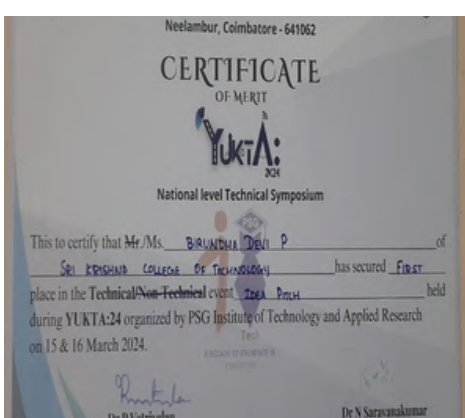 Neelambur, Coimbatore - 641062
CERTIFICATE
OF MERIT
YUKTA:
2K24
National level Technical Symposium
This to certify that Mr./Ms. BIRUNDHA DEVI P of
SRI KRISHNA COLLEGE OF TECHNOLOGY has secured FIRST
place in the Technical/Non-Technical event IDEA PITCH held
during YUKTA:24 organized by PSG Institute of Technology and Applied Research
Tech
on 15 & 16 March 2024.
Dr N Saravanakumar